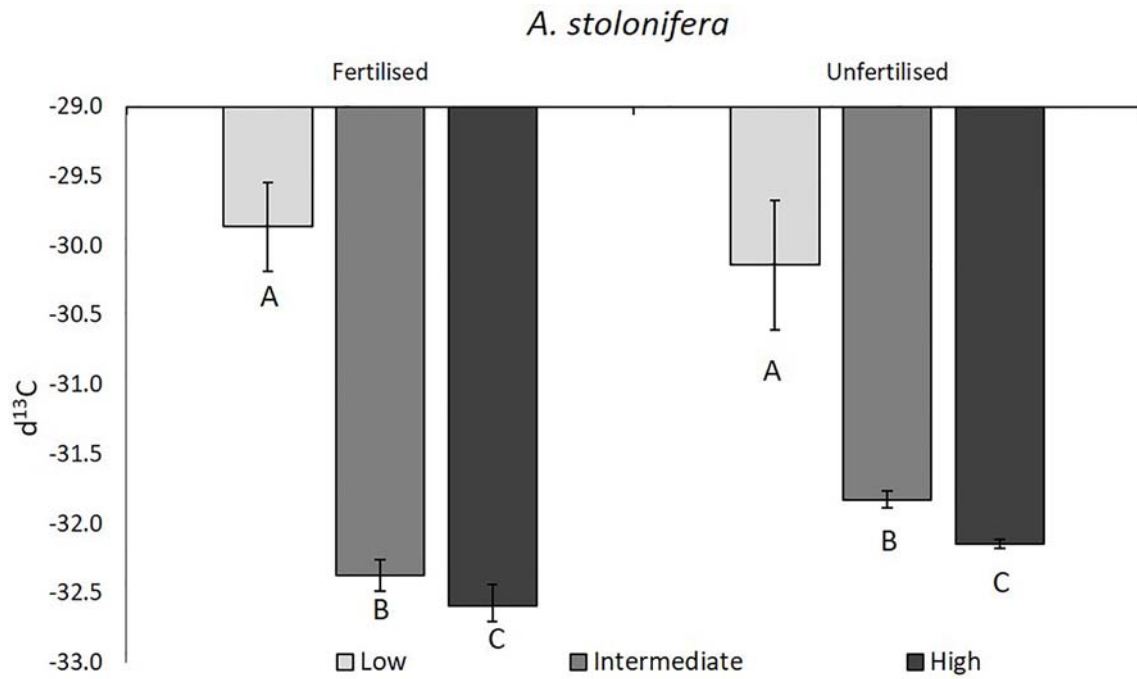 A. stolonifera
Fertilised Unfertilised
-29.0
-29.5
-30.0
-30.5
-31.0
-31.5
-32.0
-32.5
-33.0
d¹³C
A
B
C
A
B
C
Low Intermediate High